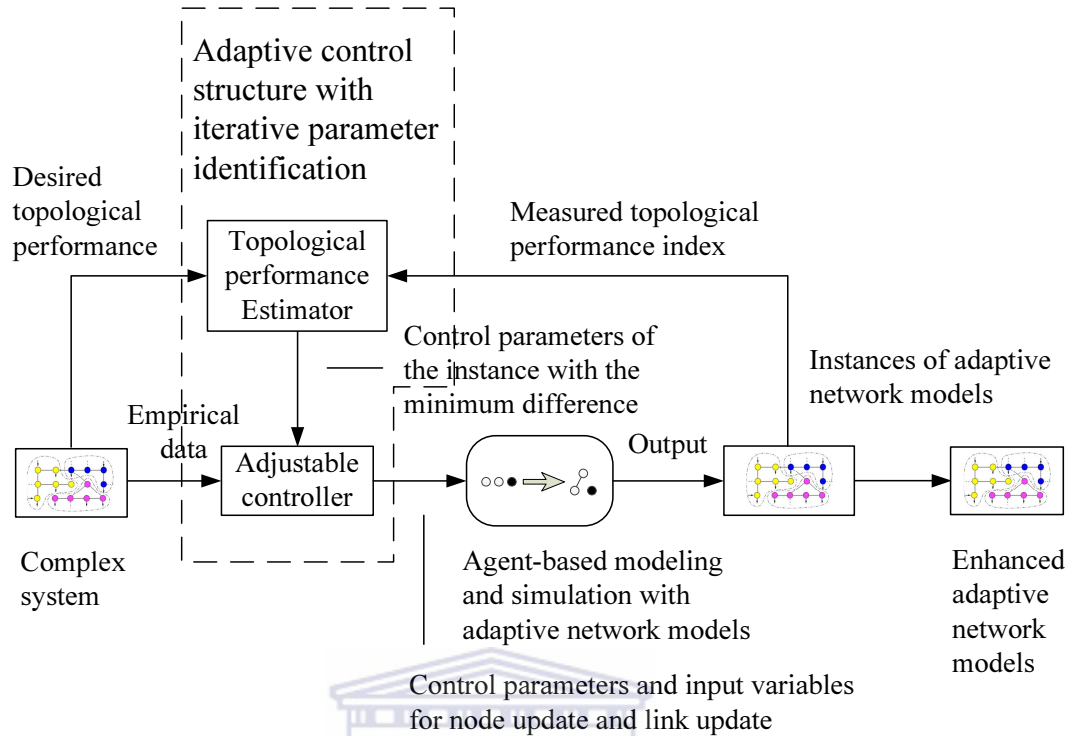 Adaptive control
structure with
iterative parameter
identification
Desired
topological
performance
Measured topological
performance index
Topological
performance
Estimator
Control parameters of
the instance with the
minimum difference
Instances of adaptive
network models
Empirical
data
Adjustable
controller
Output
Complex
system
Agent-based modeling
and simulation with
adaptive network models
Enhanced
adaptive
network
models
Control parameters and input variables
for node update and link update